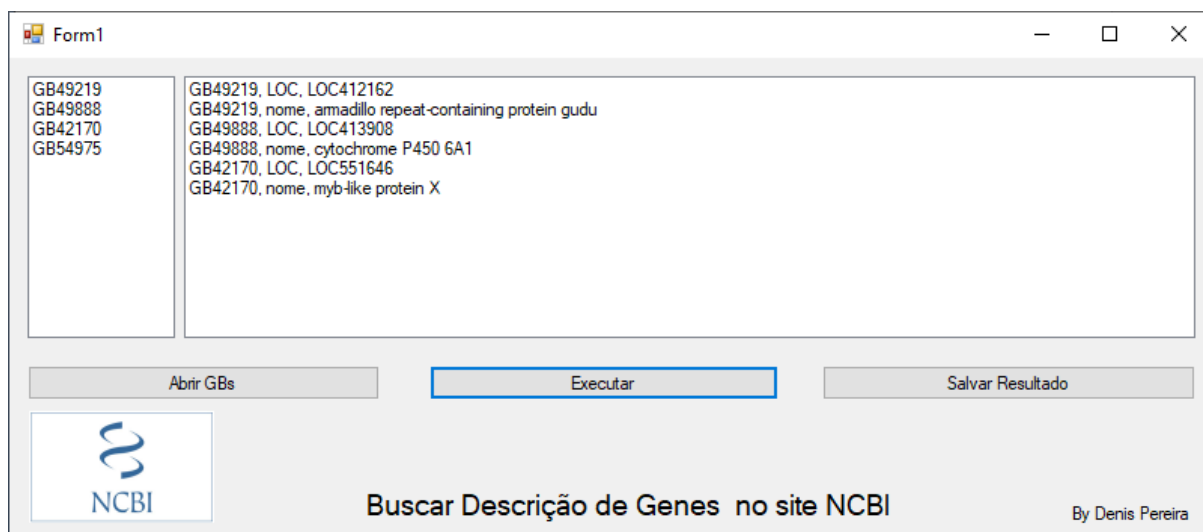 Form1
GB49219
GB49888
GB42170
GB54975
GB49219, LOC, LOC412162
GB49219, nome, armadillo repeat-containing protein gudu
GB49888, LOC, LOC413908
GB49888, nome, cytochrome P450 6A1
GB42170, LOC, LOC551646
GB42170, nome, myb-like protein X
Abrir GBs
Executar
Salvar Resultado
NCBI
Buscar Descrição de Genes no site NCBI
By Denis Pereira